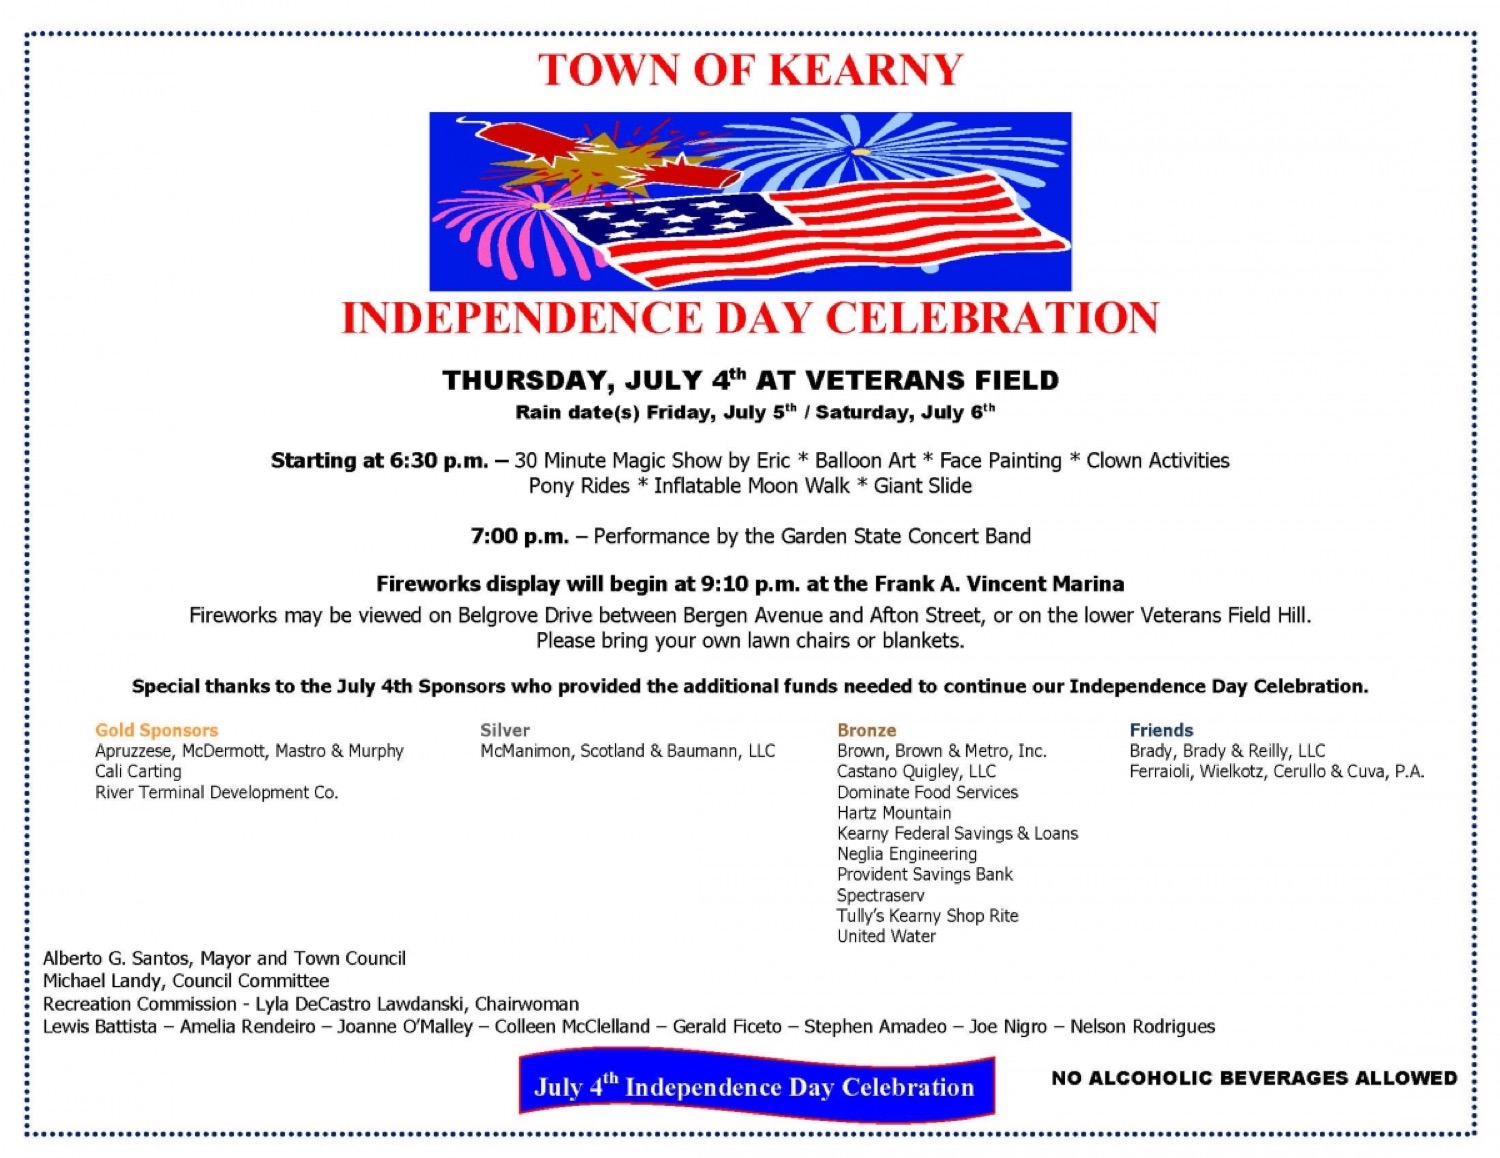 TOWN OF KEARNY
INDEPENDENCE DAY CELEBRATION
THURSDAY, JULY 4th AT VETERANS FIELD
Rain date(s) Friday, July 5th / Saturday, July 6th
Starting at 6:30 p.m. – 30 Minute Magic Show by Eric * Balloon Art * Face Painting * Clown Activities
Pony Rides * Inflatable Moon Walk * Giant Slide
7:00 p.m. – Performance by the Garden State Concert Band
Fireworks display will begin at 9:10 p.m. at the Frank A. Vincent Marina
Fireworks may be viewed on Belgrove Drive between Bergen Avenue and Afton Street, or on the lower Veterans Field Hill.
Please bring your own lawn chairs or blankets.
Special thanks to the July 4th Sponsors who provided the additional funds needed to continue our Independence Day Celebration.
Gold Sponsors
Apruzzese, McDermott, Mastro & Murphy
Cali Carting
River Terminal Development Co.
Silver
McManimon, Scotland & Baumann, LLC
Bronze
Brown, Brown & Metro, Inc.
Castano Quigley, LLC
Dominate Food Services
Hartz Mountain
Kearny Federal Savings & Loans
Neglia Engineering
Provident Savings Bank
Spectraserv
Tully's Kearny Shop Rite
United Water
Friends
Brady, Brady & Reilly, LLC
Ferraioli, Wielkotz, Cerullo & Cuva, P.A.
Alberto G. Santos, Mayor and Town Council
Michael Landy, Council Committee
Recreation Commission - Lyla DeCastro Lawdanski, Chairwoman
Lewis Battista – Amelia Rendeiro – Joanne O'Malley – Colleen McClelland – Gerald Ficeto – Stephen Amadeo – Joe Nigro – Nelson Rodrigues
July 4th Independence Day Celebration
NO ALCOHOLIC BEVERAGES ALLOWED